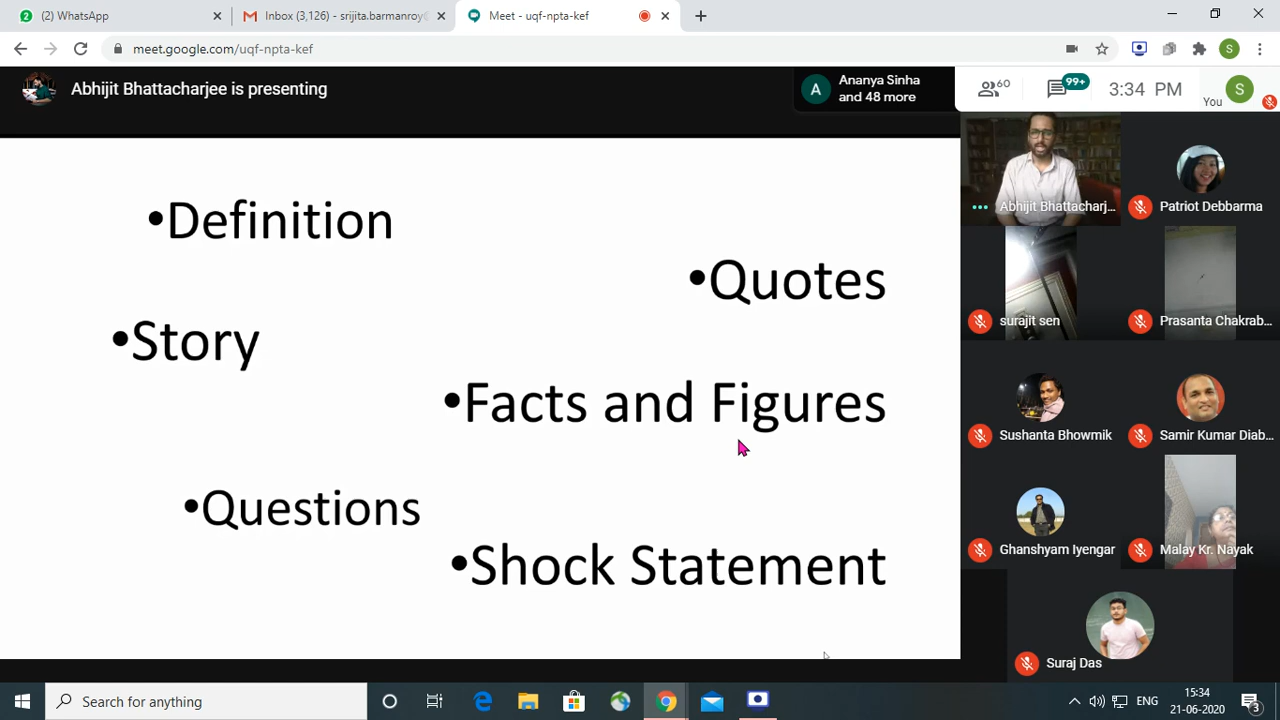 (2) WhatsApp
Inbox (3,126) - srijita.barmanroy@
Meet - uqf-npta-kef
meet.google.com/uqf-npta-kef
S
Abhijit Bhattacharjee is presenting
A
Ananya Sinha
and 48 more
60
99+
3:34 PM
You
S
•Definition
•Quotes
•Story
•Facts and Figures
•Questions
•Shock Statement
Abhijit Bhattacharj...
Patriot Debbarma
surajit sen
Prasanta Chakrab...
Sushanta Bhowmik
Samir Kumar Diab...
Ghanshyam Iyengar
Malay Kr. Nayak
Suraj Das
Search for anything
ENG
15:34
21-06-2020
3